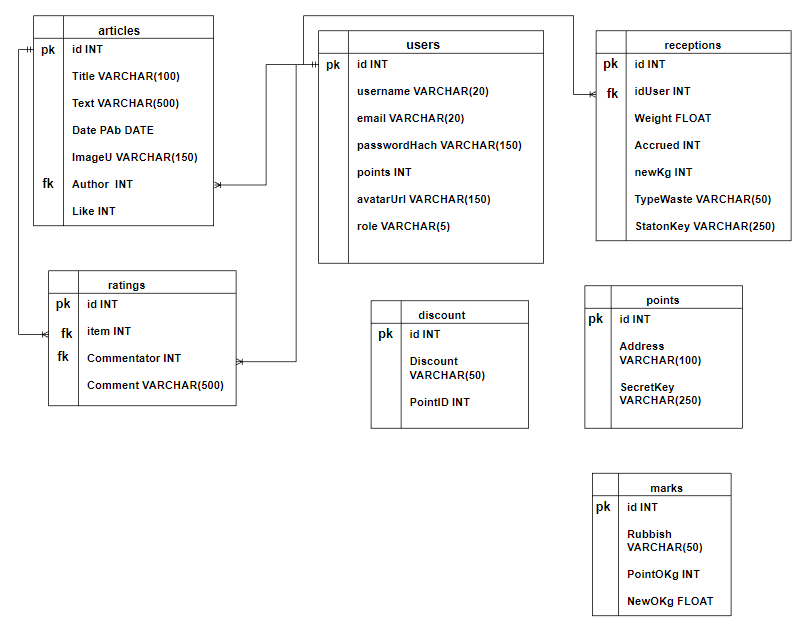 articles
pk id INT
Title VARCHAR(100)
Text VARCHAR(500)
Date PAb DATE
ImageU VARCHAR(150)
fk Author INT
Like INT
users
pk id INT
username VARCHAR(20)
email VARCHAR(20)
passwordHach VARCHAR(150)
points INT
avatarUrl VARCHAR(150)
role VARCHAR(5)
receptions
pk id INT
fk idUser INT
Weight FLOAT
Accrued INT
newKg INT
TypeWaste VARCHAR(50)
StatonKey VARCHAR(250)
ratings
pk id INT
fk item INT
fk Commentator INT
Comment VARCHAR(500)
discount
pk id INT
Discount
VARCHAR(50)
PointID INT
points
pk id INT
Address
VARCHAR(100)
SecretKey
VARCHAR(250)
marks
pk id INT
Rubbish
VARCHAR(50)
PointOKg INT
NewOKg FLOAT